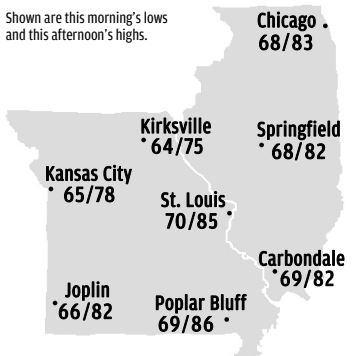 Shown are this morning's lows
and this afternoon's highs.
Chicago
68/83
Kirksville
64/75
Springfield
68/82
Kansas City
65/78
St. Louis
70/85
Carbondale
69/82
Joplin
66/82
Poplar Bluff
69/86